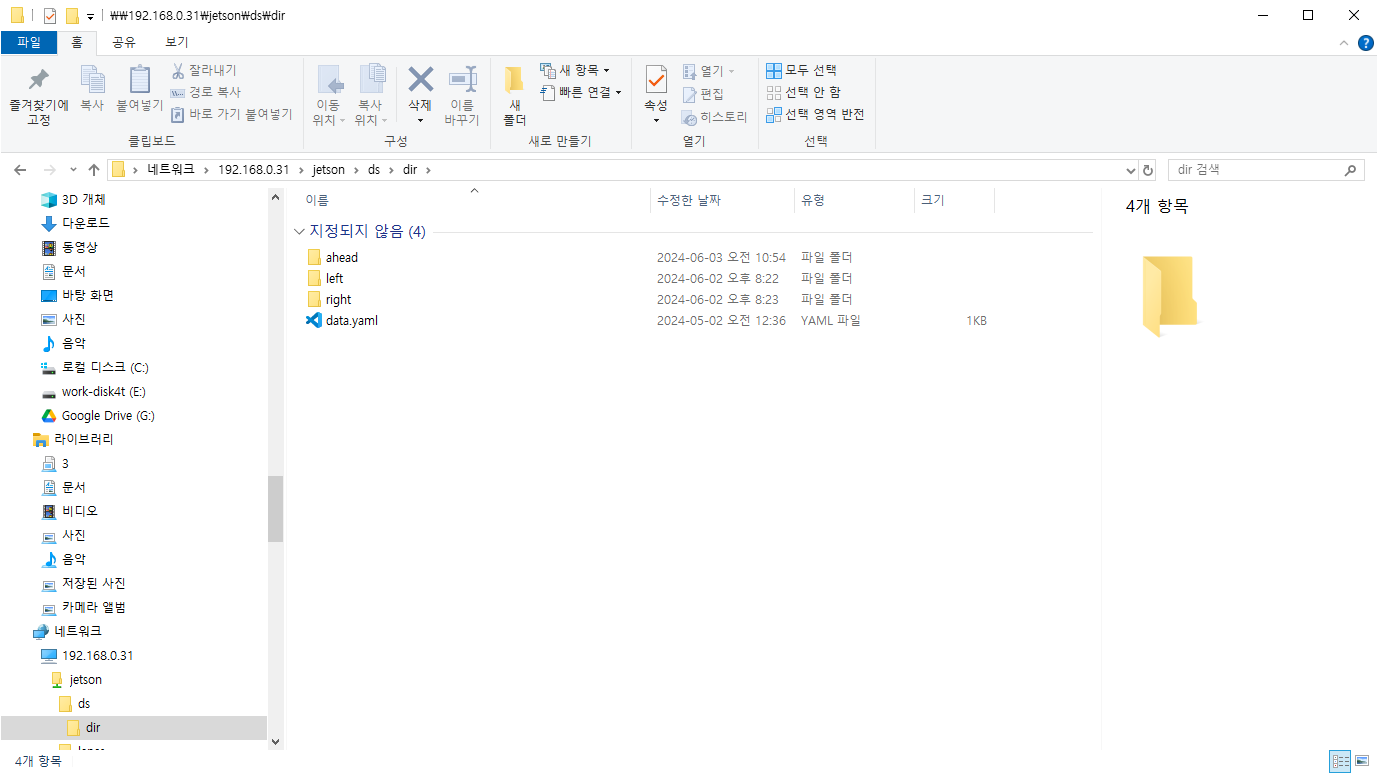 ₩₩192.168.0.31₩jetson₩ds₩dir
파일 홈 공유 보기
즐겨찾기에 고정
복사
붙여넣기
잘라내기
경로 복사
바로 가기 붙여넣기
클립보드
이동 위치
복사 위치
삭제
이름 바꾸기
구성
새 폴더
새 항목
빠른 연결
새로 만들기
속성
열기
편집
히스토리
열기
모두 선택
선택 안 함
선택 영역 반전
선택
네트워크 > 192.168.0.31 > jetson > ds > dir >
dir 검색
3D 개체
다운로드
동영상
문서
바탕 화면
사진
음악
로컬 디스크 (C:)
work-disk4t (E:)
Google Drive (G:)
라이브러리
3
문서
비디오
사진
음악
저장된 사진
카메라 앨범
네트워크
192.168.0.31
jetson
ds
dir
이름 수정한 날짜 유형 크기
지정되지 않음 (4)
ahead 2024-06-03 오전 10:54 파일 폴더
left 2024-06-02 오후 8:22 파일 폴더
right 2024-06-02 오후 8:23 파일 폴더
data.yaml 2024-05-02 오전 12:36 YAML 파일 1KB
4개 항목
4개 항목